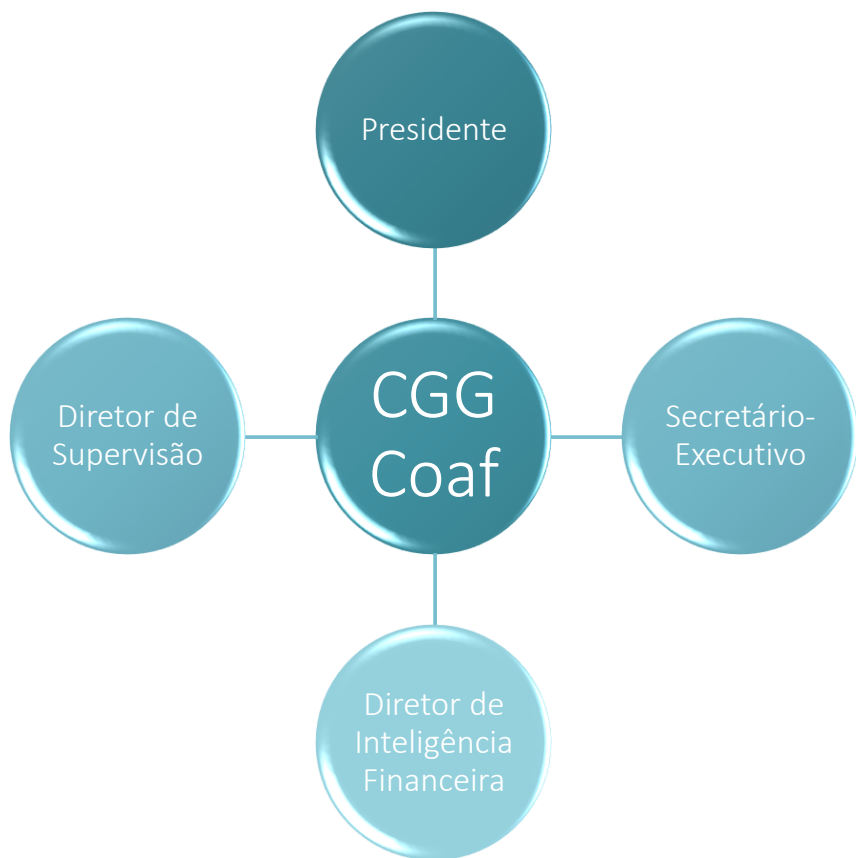 Presidente
Diretor de
Supervisão
CGG
Coaf
Secretário-
Executivo
Diretor de
Inteligência
Financeira